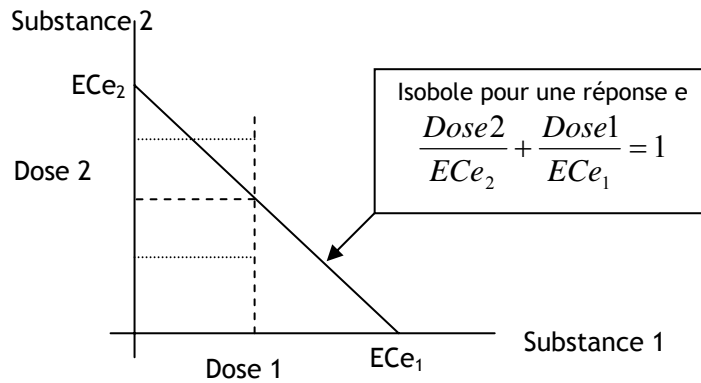 Substance 2
ECe₂
Isobole pour une réponse e
Dose2/ECe₂ + Dose1/ECe₁ = 1
Dose 2
Substance 1
Dose 1
ECe₁